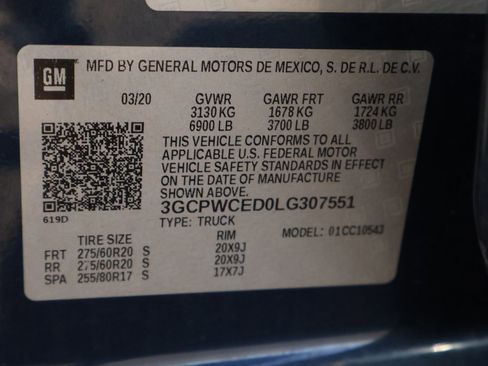 GM
MFD BY GENERAL MOTORS DE MEXICO, S. DE R.L. DE C.V.
03/20 GVWR GAWR FRT GAWR RR
3130 KG 1678 KG 1724 KG
6900 LB 3700 LB 3800 LB
THIS VEHICLE CONFORMS TO ALL
APPLICABLE U.S. FEDERAL MOTOR
VEHICLE SAFETY STANDARDS IN EFFECT
ON THE DATE OF MANUFACTURE
SHOWN ABOVE.
619D
3GCPWCED0LG307551
TYPE: TRUCK MODEL: 01CC10543
TIRE SIZE RIM
FRT 275/60R20 S 20X9J
RR 275/60R20 S 20X9J
SPA 255/80R17 S 17X7J